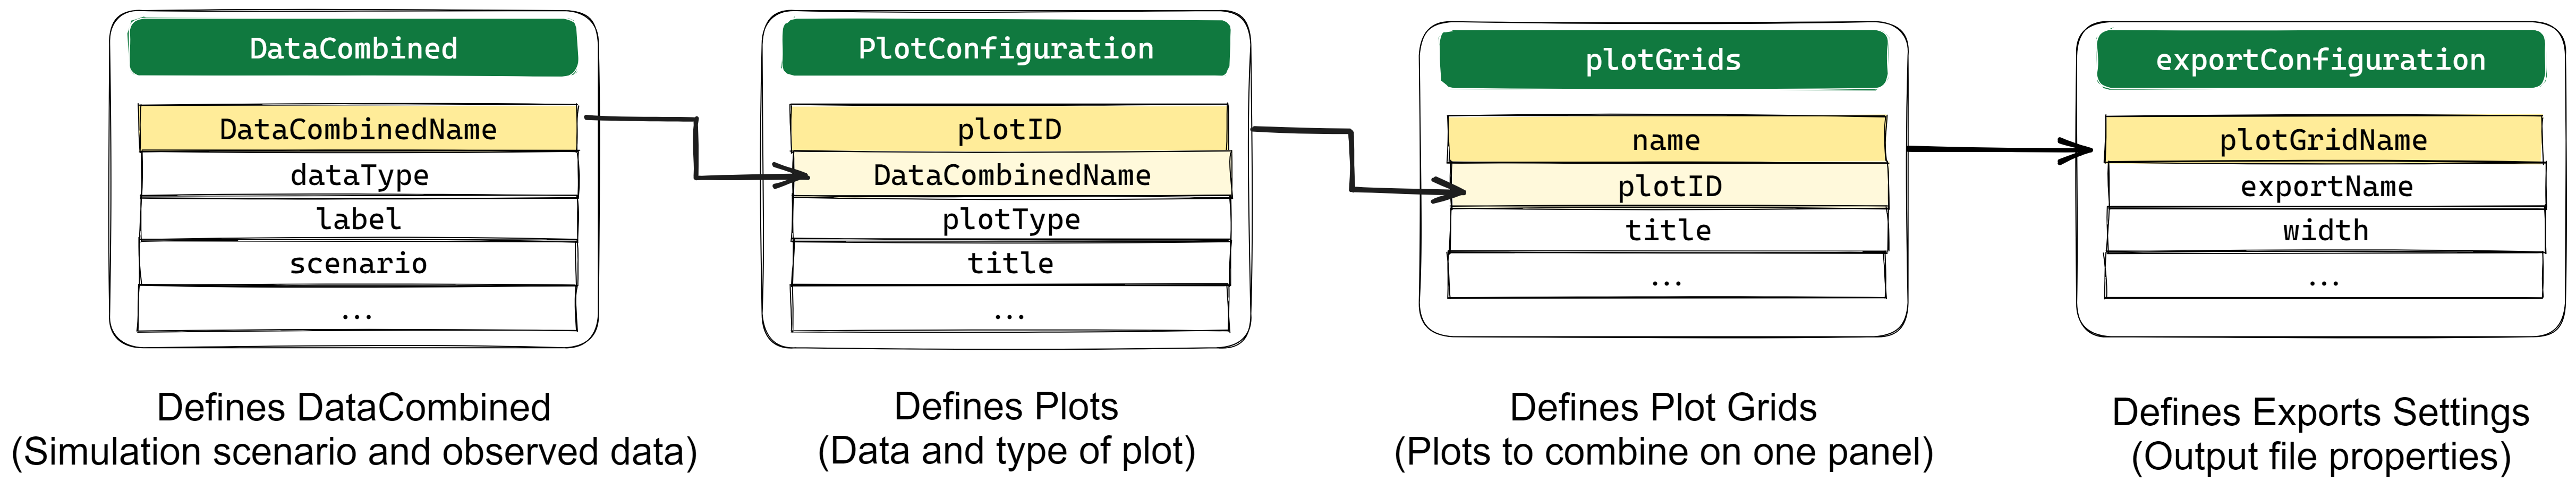 DataCombined
DataCombinedName
dataType
label
scenario
...
Defines DataCombined
(Simulation scenario and observed data)
PlotConfiguration
plotID
DataCombinedName
plotType
title
...
Defines Plots
(Data and type of plot)
plotGrids
name
plotID
title
...
Defines Plot Grids
(Plots to combine on one panel)
exportConfiguration
plotGridName
exportName
width
...
Defines Exports Settings
(Output file properties)